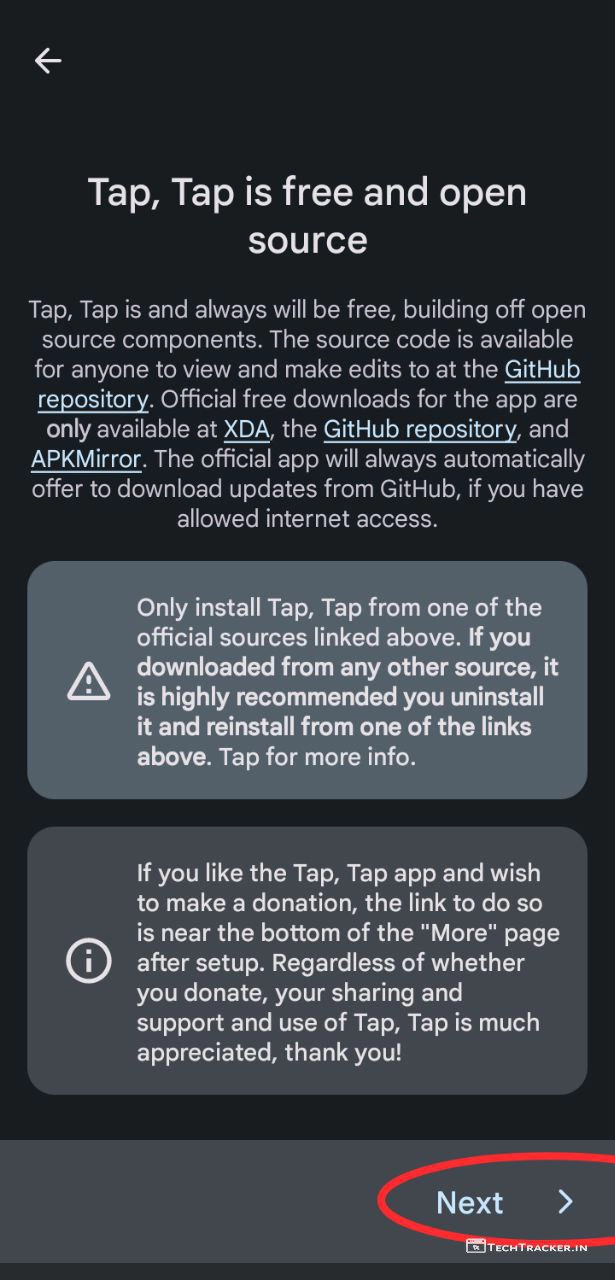 Tap, Tap is free and open
source
Tap, Tap is and always will be free, building off open
source components. The source code is available
for anyone to view and make edits to at the GitHub
repository. Official free downloads for the app are
only available at XDA, the GitHub repository, and
APKMirror. The official app will always automatically
offer to download updates from GitHub, if you have
allowed internet access.
Only install Tap, Tap from one of the
official sources linked above. If you
downloaded from any other source, it
is highly recommended you uninstall
it and reinstall from one of the links
above. Tap for more info.
If you like the Tap, Tap app and wish
to make a donation, the link to do so
is near the bottom of the "More" page
after setup. Regardless of whether
you donate, your sharing and
support and use of Tap, Tap is much
appreciated, thank you!
Next
TECHTRACKER.IN